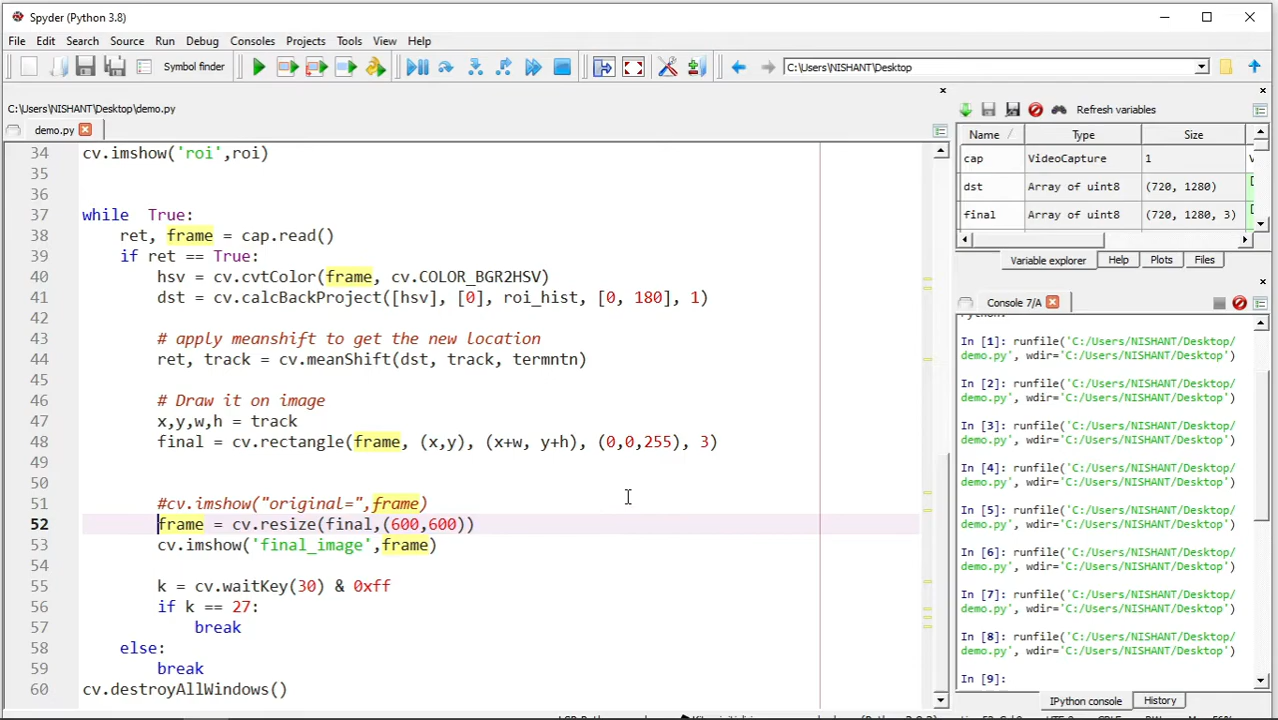 Spyder (Python 3.8)
File Edit Search Source Run Debug Consoles Projects Tools View Help
Symbol finder
C:\Users\NISHANT\Desktop
C:\Users\NISHANT\Desktop\demo.py
demo.py
34 cv.imshow('roi',roi)
35
36
37 while  True:
38 ret, frame = cap.read()
39 if ret == True:
40 hsv = cv.cvtColor(frame, cv.COLOR_BGR2HSV)
41 dst = cv.calcBackProject([hsv], [0], roi_hist, [0, 180], 1)
42
43 # apply meanshift to get the new location
44 ret, track = cv.meanShift(dst, track, termntn)
45
46 # Draw it on image
47 x,y,w,h = track
48 final = cv.rectangle(frame, (x,y), (x+w, y+h), (0,0,255), 3)
49
50
51 #cv.imshow("original=",frame)
52 frame = cv.resize(final,(600,600))
53 cv.imshow('final_image',frame)
54
55 k = cv.waitKey(30) & 0xff
56 if k == 27:
57 break
58 else:
59 break
60 cv.destroyAllWindows()
Refresh variables
Name Type Size
cap VideoCapture 1
dst Array of uint8 (720, 1280)
final Array of uint8 (720, 1280, 3)
Variable explorer Help Plots Files
Console 7/A
Python.
In [1]: runfile('C:/Users/NISHANT/Desktop/
demo.py', wdir='C:/Users/NISHANT/Desktop')
In [2]: runfile('C:/Users/NISHANT/Desktop/
demo.py', wdir='C:/Users/NISHANT/Desktop')
In [3]: runfile('C:/Users/NISHANT/Desktop/
demo.py', wdir='C:/Users/NISHANT/Desktop')
In [4]: runfile('C:/Users/NISHANT/Desktop/
demo.py', wdir='C:/Users/NISHANT/Desktop')
In [5]: runfile('C:/Users/NISHANT/Desktop/
demo.py', wdir='C:/Users/NISHANT/Desktop')
In [6]: runfile('C:/Users/NISHANT/Desktop/
demo.py', wdir='C:/Users/NISHANT/Desktop')
In [7]: runfile('C:/Users/NISHANT/Desktop/
demo.py', wdir='C:/Users/NISHANT/Desktop')
In [8]: runfile('C:/Users/NISHANT/Desktop/
demo.py', wdir='C:/Users/NISHANT/Desktop')
In [9]:
IPython console History